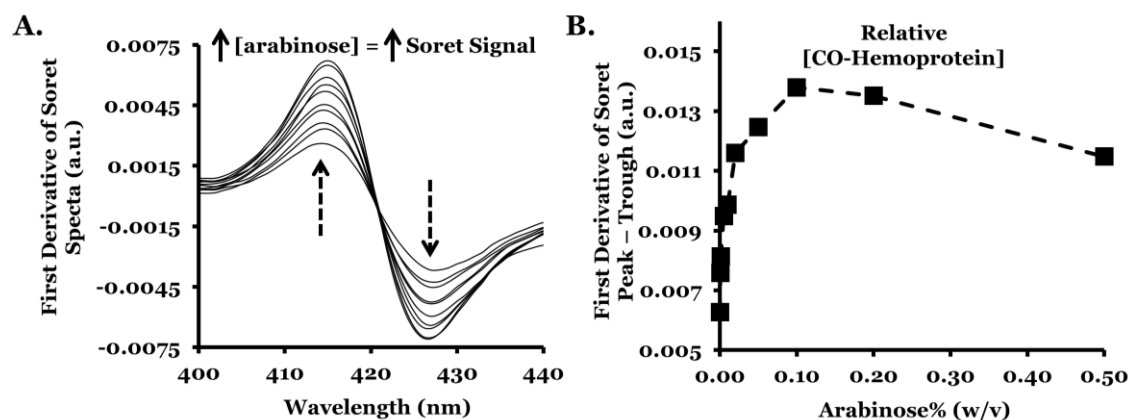 A.
[arabinose] = Soret Signal
0.0075
0.0045
0.0015
-0.0015
-0.0045
-0.0075
First Derivative of Soret
Specta (a.u.)
400
410
420
430
440
Wavelength (nm)
B.
Relative
[CO-Hemoprotein]
0.015
0.013
0.011
0.009
0.007
0.005
First Derivative of Soret
Peak – Trough (a.u.)
0.00
0.10
0.20
0.30
0.40
0.50
Arabinose% (w/v)